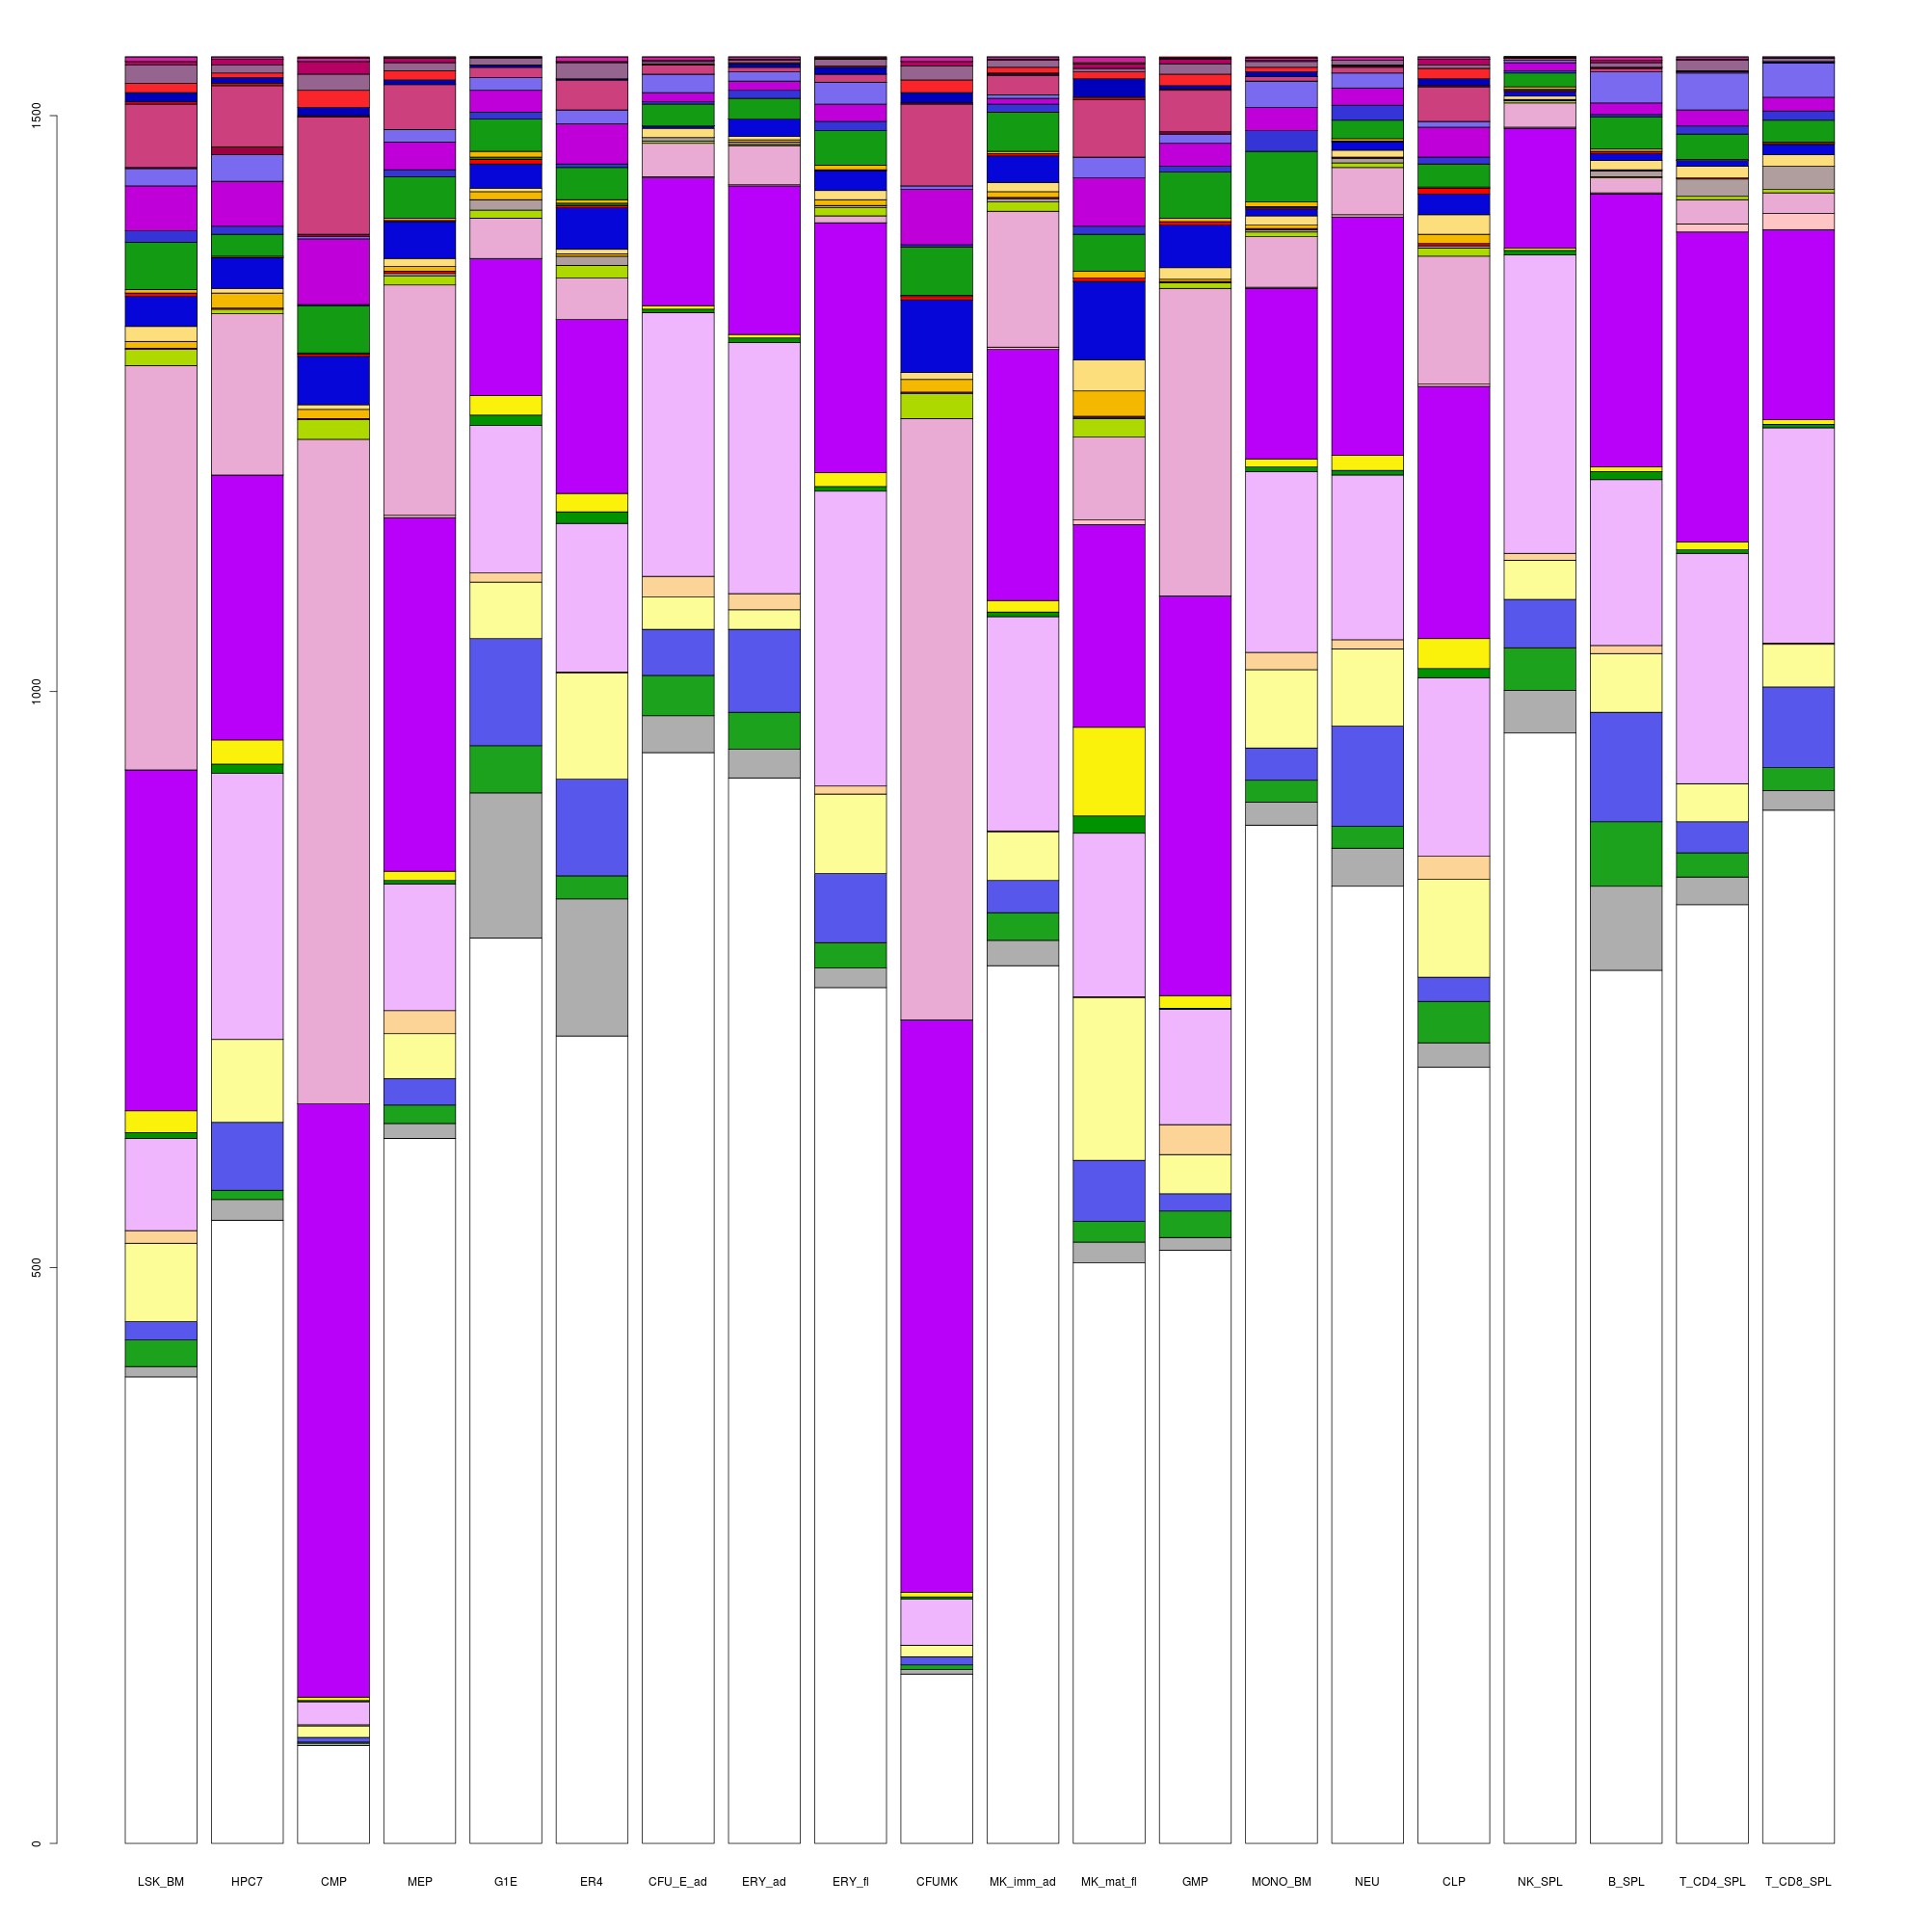 1500
1000
500
0
LSK_BM HPC7 CMP MEP G1E ER4 CFU_E_ad ERY_ad ERY_fl CFUMK MK_imm_ad MK_mat_fl GMP MONO_BM NEU CLP NK_SPL B_SPL T_CD4_SPL T_CD8_SPL